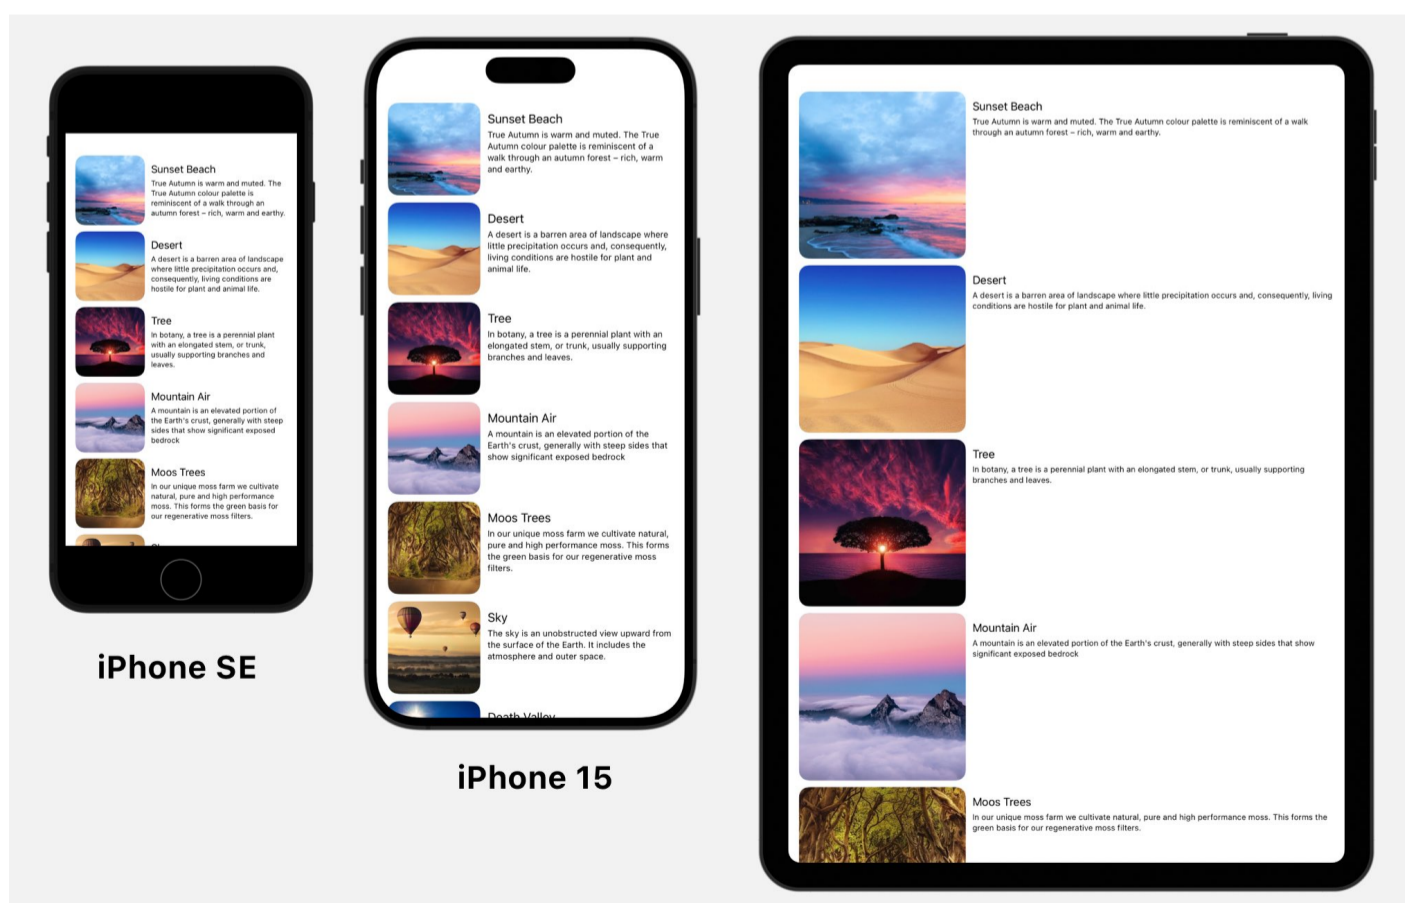 Sunset Beach
True Autumn is warm and muted. The
True Autumn colour palette is
reminiscent of a walk through an
autumn forest – rich, warm and earthy.
Desert
A desert is a barren area of landscape
where little precipitation occurs and,
consequently, living conditions are
hostile for plant and animal life.
Tree
In botany, a tree is a perennial plant
with an elongated stem, or trunk,
usually supporting branches and
leaves.
Mountain Air
A mountain is an elevated portion of
the Earth's crust, generally with steep
sides that show significant exposed
bedrock
Moos Trees
In our unique moss farm we cultivate
natural, pure and high performance
moss. This forms the green basis for
our regenerative moss filters.
iPhone SE
Sunset Beach
True Autumn is warm and muted. The True
Autumn colour palette is reminiscent of a
walk through an autumn forest – rich, warm
and earthy.
Desert
A desert is a barren area of landscape where
little precipitation occurs and, consequently,
living conditions are hostile for plant and
animal life.
Tree
In botany, a tree is a perennial plant with an
elongated stem, or trunk, usually supporting
branches and leaves.
Mountain Air
A mountain is an elevated portion of the
Earth's crust, generally with steep sides that
show significant exposed bedrock
Moos Trees
In our unique moss farm we cultivate natural,
pure and high performance moss. This forms
the green basis for our regenerative moss
filters.
Sky
The sky is an unobstructed view upward from
the surface of the Earth. It includes the
atmosphere and outer space.
Death Valley
iPhone 15
Sunset Beach
True Autumn is warm and muted. The True Autumn colour palette is reminiscent of a walk
through an autumn forest – rich, warm and earthy.
Desert
A desert is a barren area of landscape where little precipitation occurs and, consequently, living
conditions are hostile for plant and animal life.
Tree
In botany, a tree is a perennial plant with an elongated stem, or trunk, usually supporting
branches and leaves.
Mountain Air
A mountain is an elevated portion of the Earth's crust, generally with steep sides that show
significant exposed bedrock
Moos Trees
In our unique moss farm we cultivate natural, pure and high performance moss. This forms the
green basis for our regenerative moss filters.